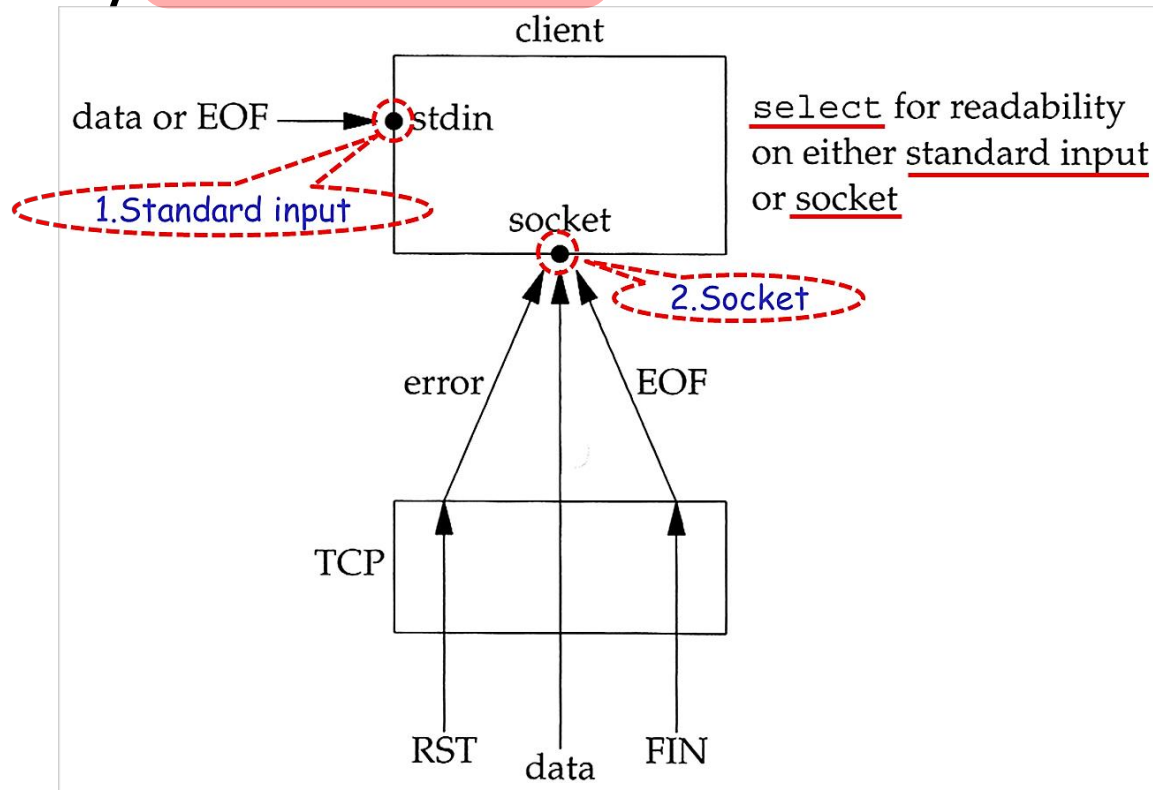 client
data or EOF
stdin
select for readability
on either standard input
or socket
1.Standard input
socket
2.Socket
error
EOF
TCP
RST
data
FIN